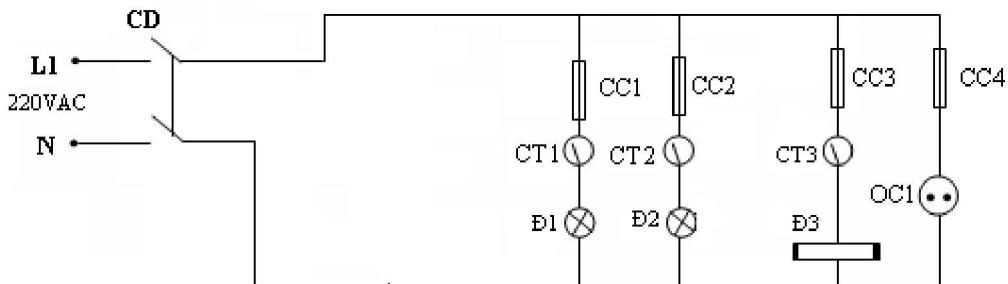 CD
L1
220VAC
N
CC1
CC2
CC3
CC4
CT1
CT2
CT3
OC1
Đ1
Đ2
Đ3